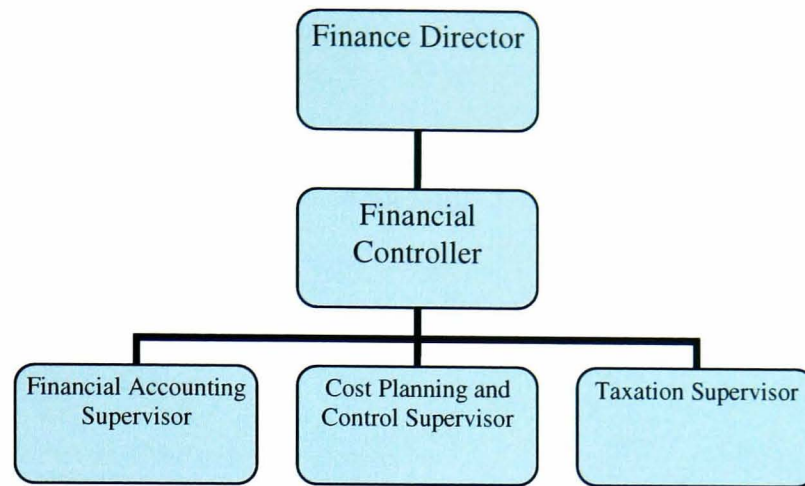 Finance Director
Financial
Controller
Financial Accounting
Supervisor
Cost Planning and
Control Supervisor
Taxation Supervisor